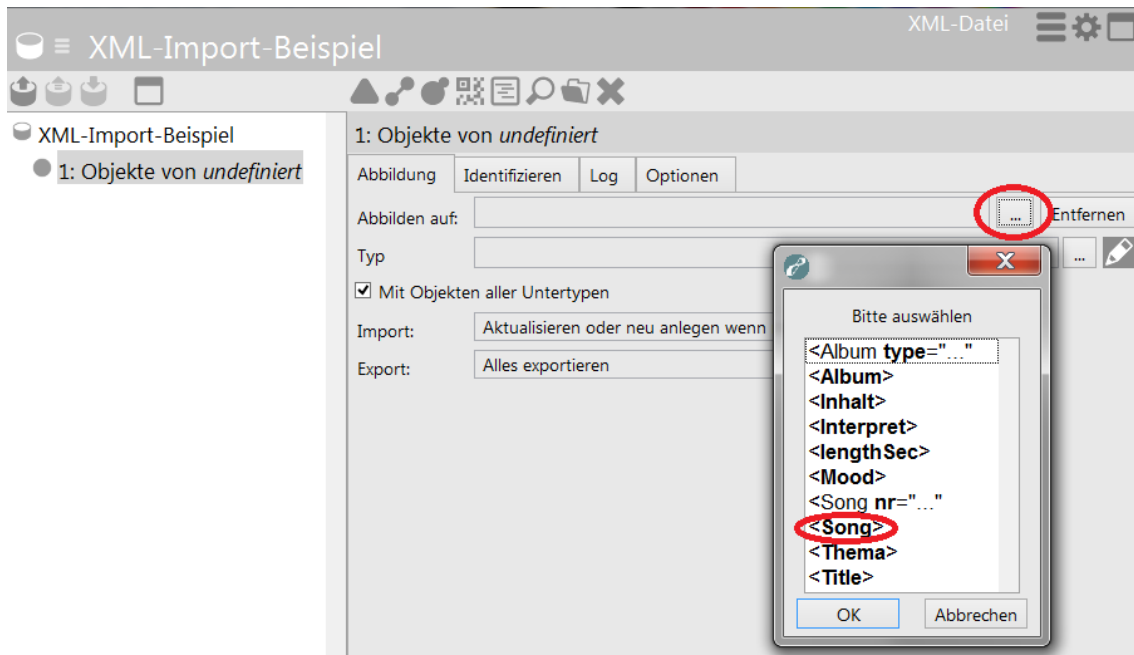 XML-Datei
XML-Import-Beispiel
XML-Import-Beispiel
1: Objekte von undefiniert
1: Objekte von undefiniert
Abbildung Identifizieren Log Optionen
Abbilden auf: ... Entfernen
Typ ...
Mit Objekten aller Untertypen
Import: Aktualisieren oder neu anlegen wenn
Export: Alles exportieren
Bitte auswählen
<Album type="..."
<Album>
<Inhalt>
<Interpret>
<lengthSec>
<Mood>
<Song nr="..."
<Song>
<Thema>
<Title>
OK Abbrechen